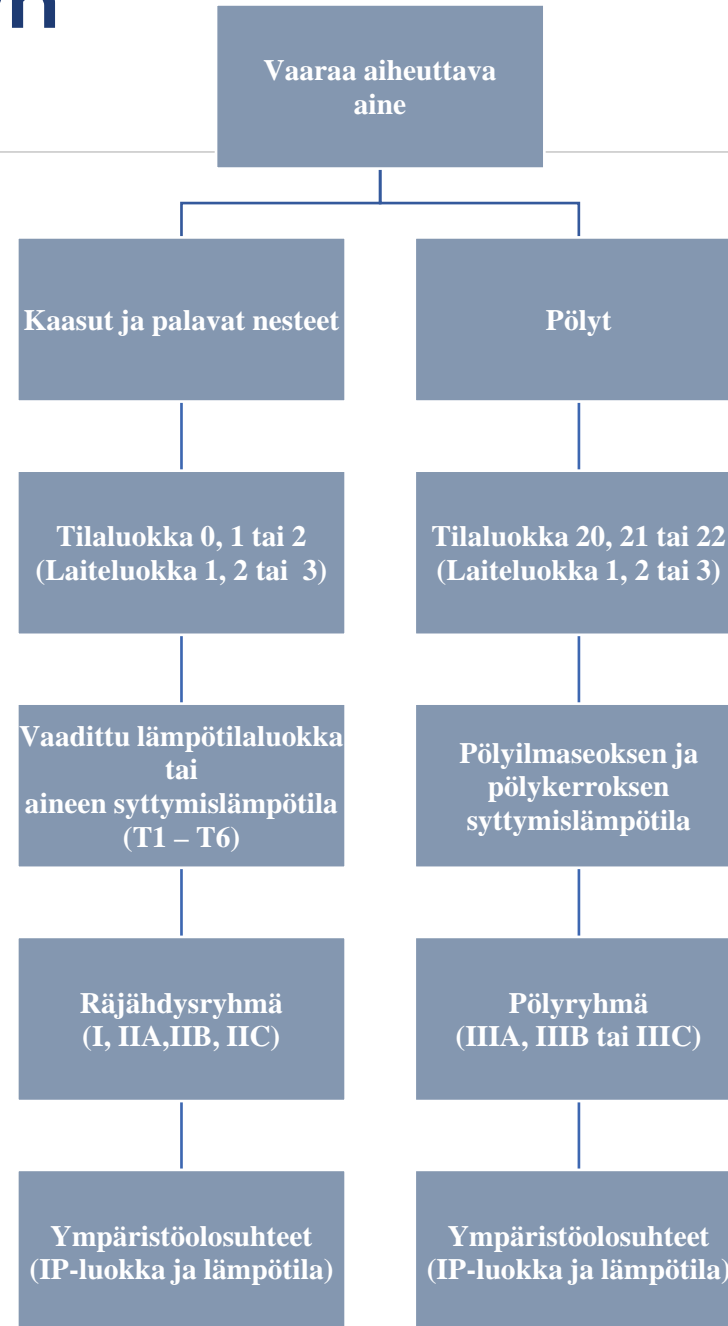 Vaaraa aiheuttava
aine
Kaasut ja palavat nesteet
Pölyt
Tilaluokka 0, 1 tai 2
(Laiteluokka 1, 2 tai 3)
Tilaluokka 20, 21 tai 22
(Laiteluokka 1, 2 tai 3)
Vaadittu lämpötilaluokka
tai
aineen syttymislämpötila
(T1 – T6)
Pölyilmaseoksen ja
pölykerroksen
syttymislämpötila
Räjähdysryhmä
(I, IIA,IIB, IIC)
Pölyryhmä
(IIIA, IIIB tai IIIC)
Ympäristöolosuhteet
(IP-luokka ja lämpötila)
Ympäristöolosuhteet
(IP-luokka ja lämpötila)